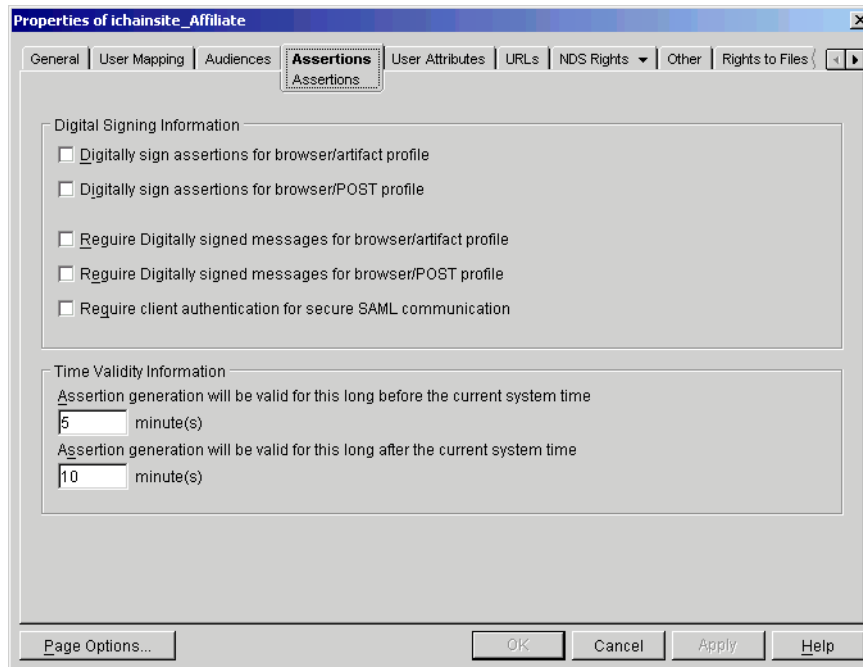 Properties of ichainsite_Affiliate
General User Mapping Audiences Assertions User Attributes URLs NDS Rights Other Rights to Files
Assertions
Digital Signing Information
Digitally sign assertions for browser/artifact profile
Digitally sign assertions for browser/POST profile
Require Digitally signed messages for browser/artifact profile
Require Digitally signed messages for browser/POST profile
Require client authentication for secure SAML communication
Time Validity Information
Assertion generation will be valid for this long before the current system time
5 minute(s)
Assertion generation will be valid for this long after the current system time
10 minute(s)
Page Options... OK Cancel Apply Help